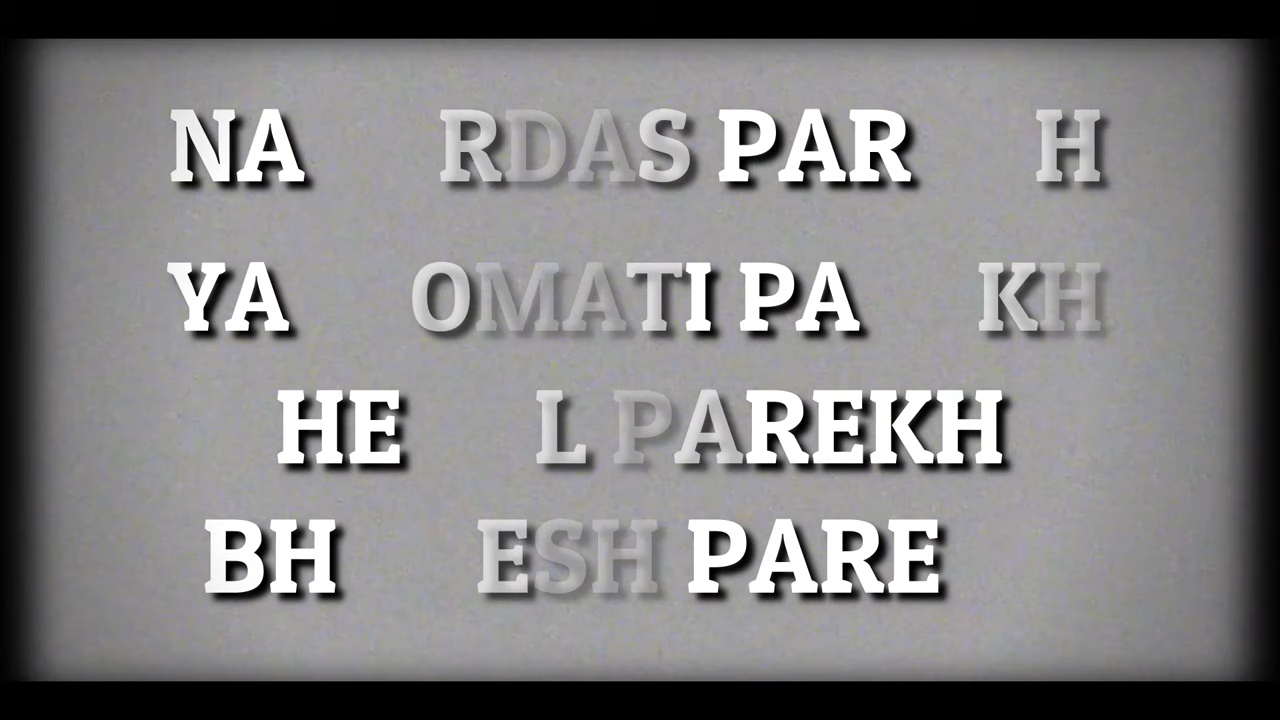 NA RDAS PAR H
YA OMATI PA KH
HE L PAREKH
BH ESH PARE